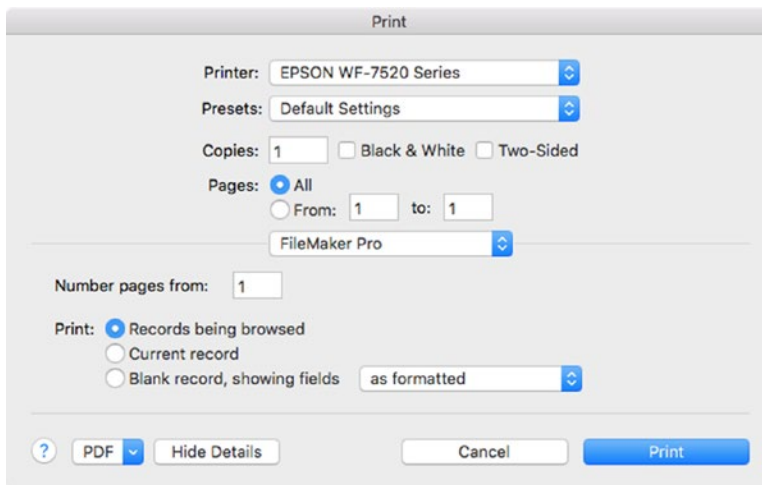 Print
Printer: EPSON WF-7520 Series
Presets: Default Settings
Copies: 1 Black & White Two-Sided
Pages: All
From: 1 to: 1
FileMaker Pro
Number pages from: 1
Print: Records being browsed
Current record
Blank record, showing fields as formatted
? PDF Hide Details Cancel Print